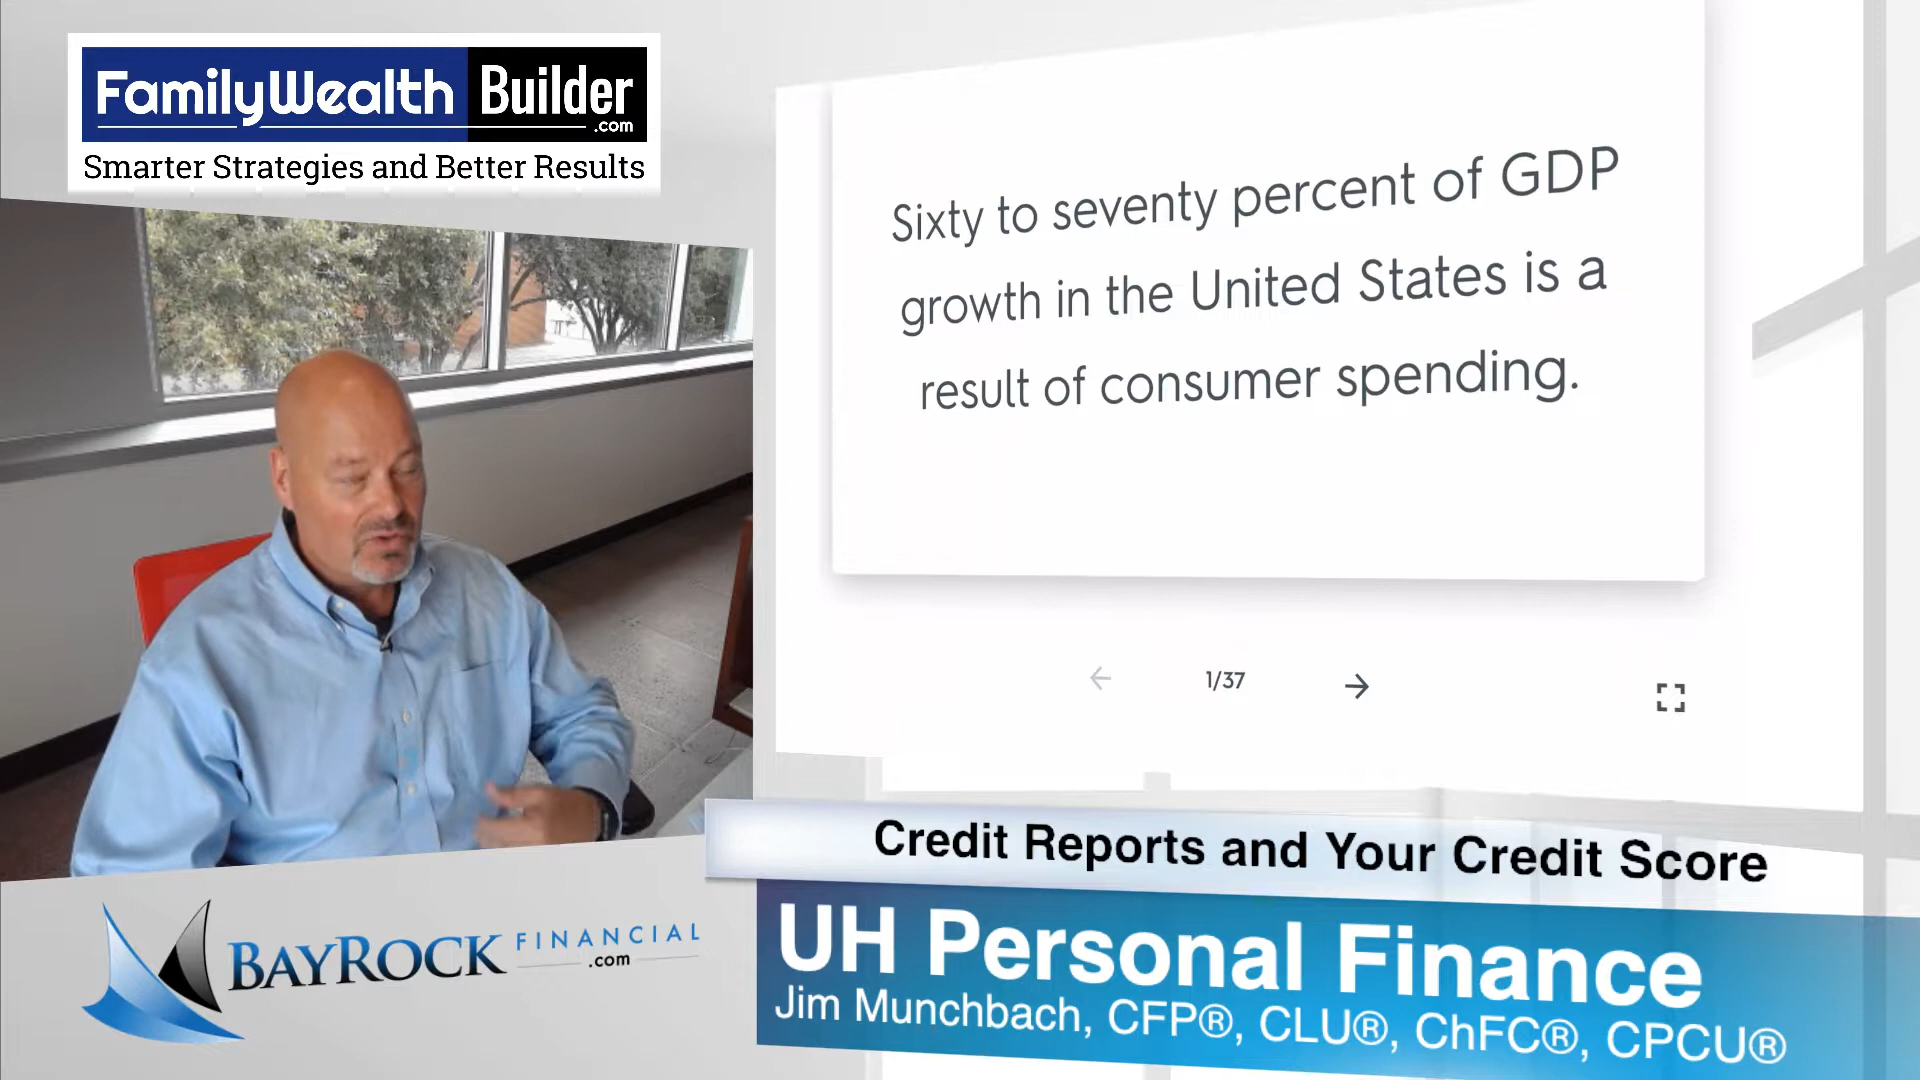 FamilyWealth Builder
.com
Smarter Strategies and Better Results
Sixty to seventy percent of GDP
growth in the United States is a
result of consumer spending.
1/37
Credit Reports and Your Credit Score
UH Personal Finance
Jim Munchbach, CFP®, CLU®, ChFC®, CPCU®
BAYROCK FINANCIAL
.com